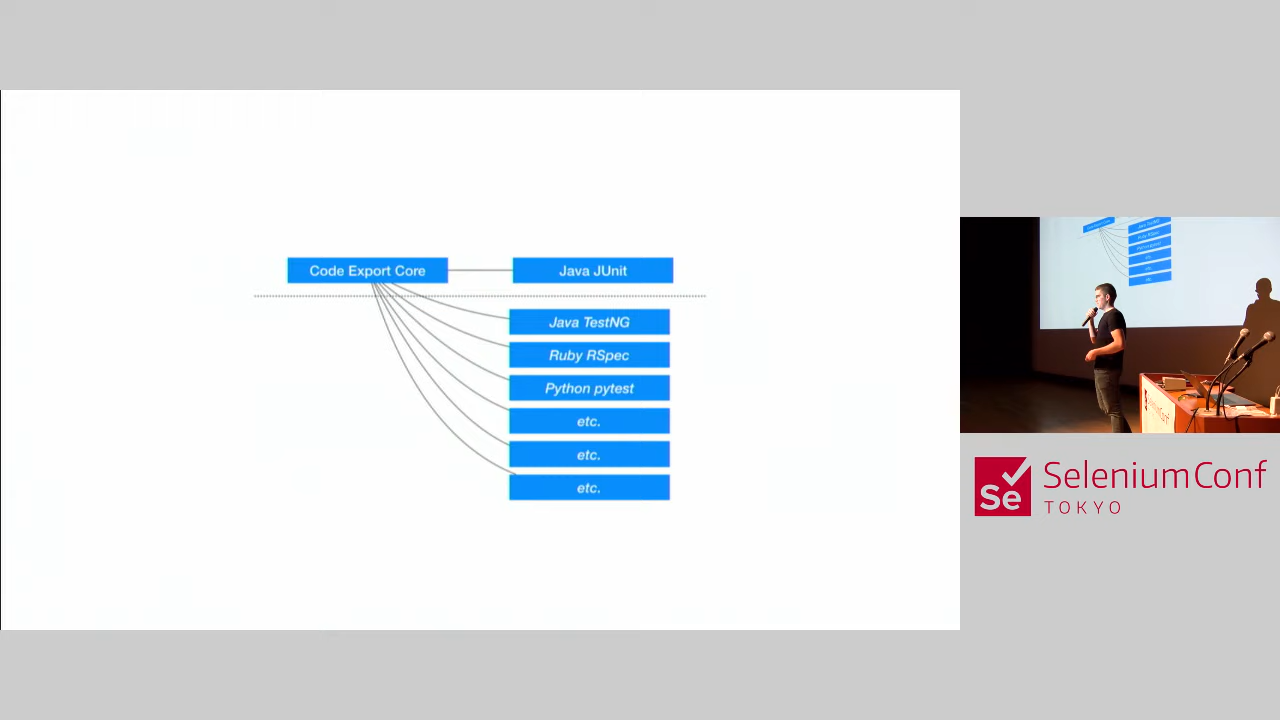 Code Export Core
Java JUnit
Java TestNG
Ruby RSpec
Python pytest
etc.
etc.
etc.
Se
SeleniumConf
TOKYO